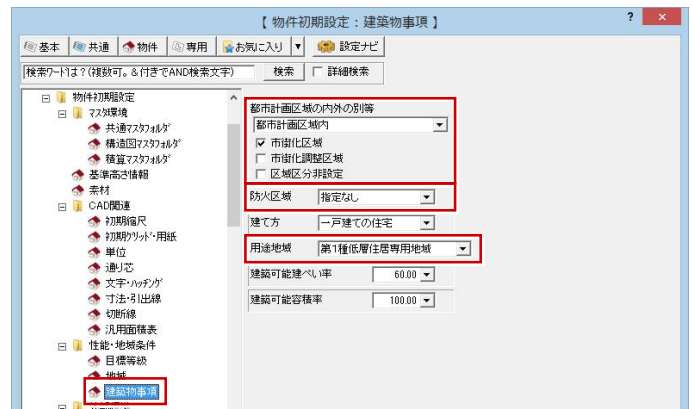 【 物件初期設定：建築物事項 】
? ×
基本 共通 物件 専用 お気に入り ▼ 設定ナビ
検索ワードは？(複数可。＆付きでAND検索文字) 検索 詳細検索
物件初期設定
マスタ環境
共通マスタフォルダ
構造図マスタフォルダ
積算マスタフォルダ
基準高さ情報
素材
CAD関連
初期縮尺
初期グリッド・用紙
単位
通り芯
文字・ハッチング
寸法・引出線
切断線
汎用面積表
性能・地域条件
目標等級
地域
建築物事項
都市計画区域の内外の別等
都市計画区域内
市街化区域
市街化調整区域
区域区分非設定
防火区域 指定なし
建て方 一戸建ての住宅
用途地域 第1種低層住居専用地域
建築可能建ぺい率 60.00
建築可能容積率 100.00